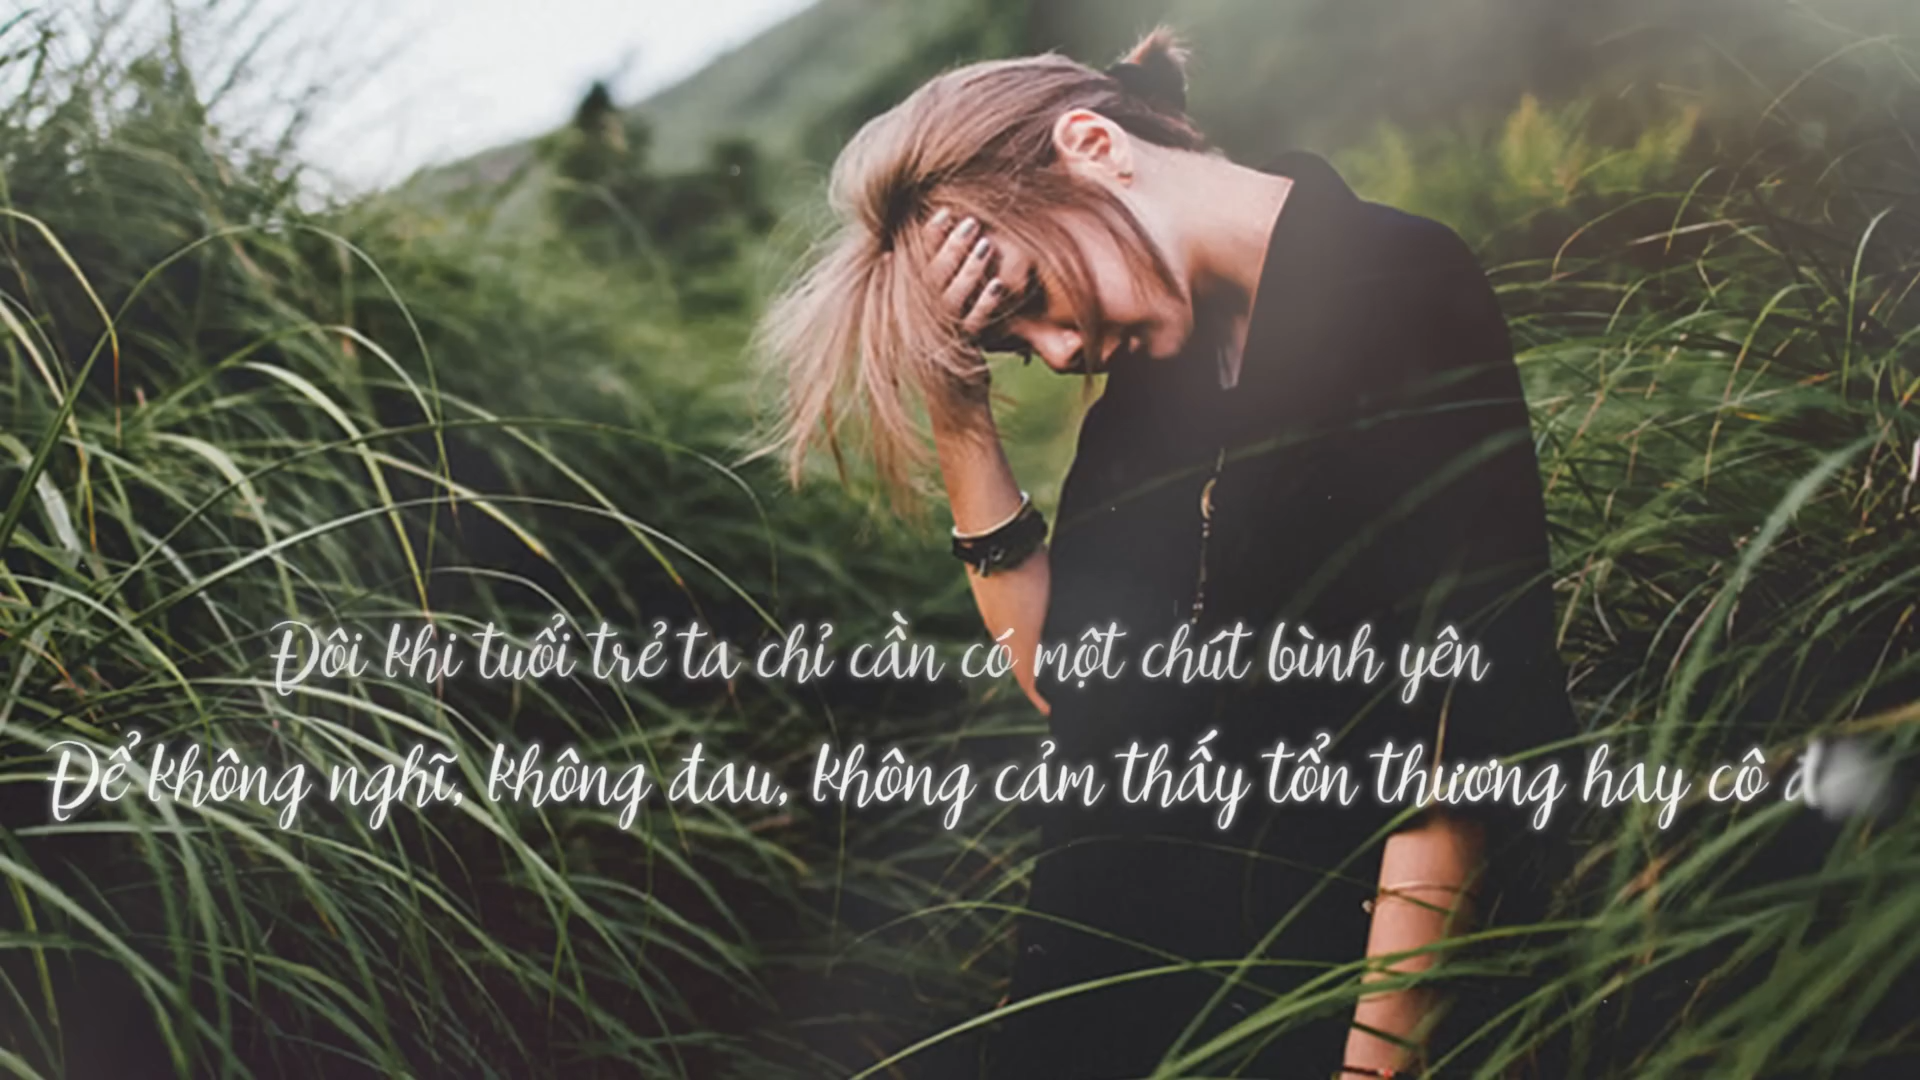 Đôi khi tuổi trẻ ta chỉ cần có một chút bình yên
Để không nghĩ, không đau, không cảm thấy tổn thương hay cô